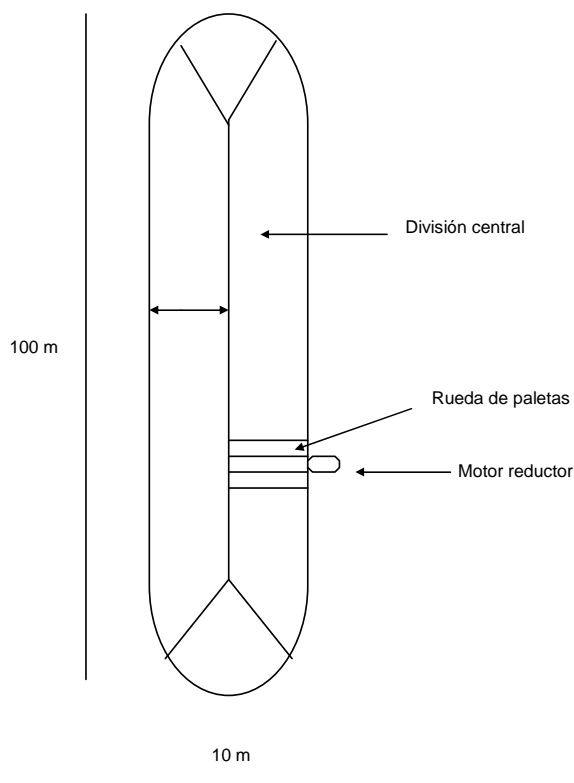 División central
100 m
Rueda de paletas
Motor reductor
10 m